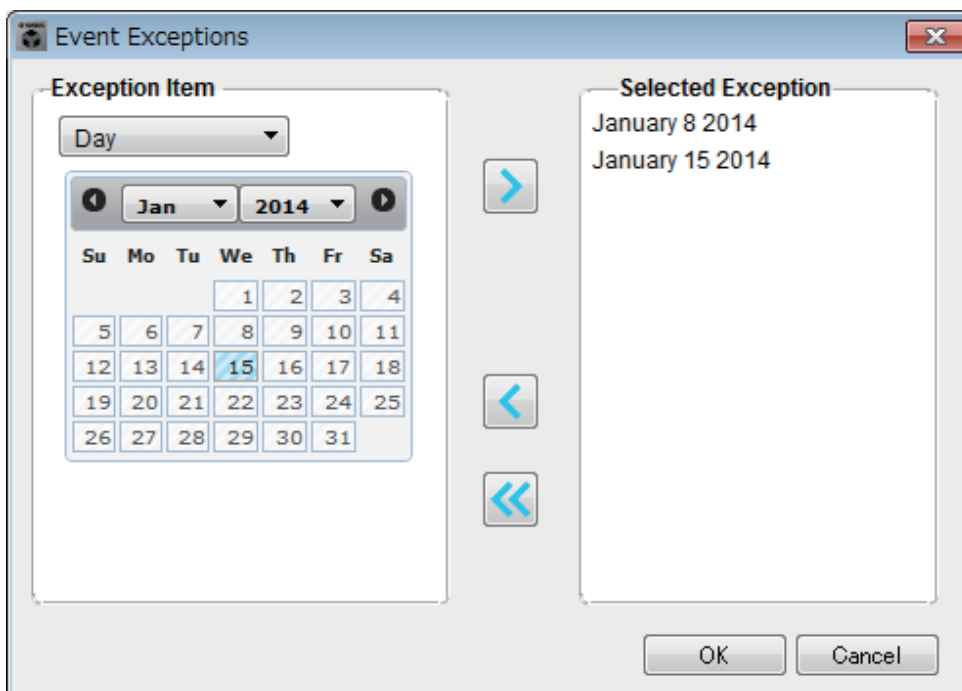 Event Exceptions
Exception Item
Day
Jan 2014
Su Mo Tu We Th Fr Sa
1 2 3 4
5 6 7 8 9 10 11
12 13 14 15 16 17 18
19 20 21 22 23 24 25
26 27 28 29 30 31
Selected Exception
January 8 2014
January 15 2014
OK Cancel